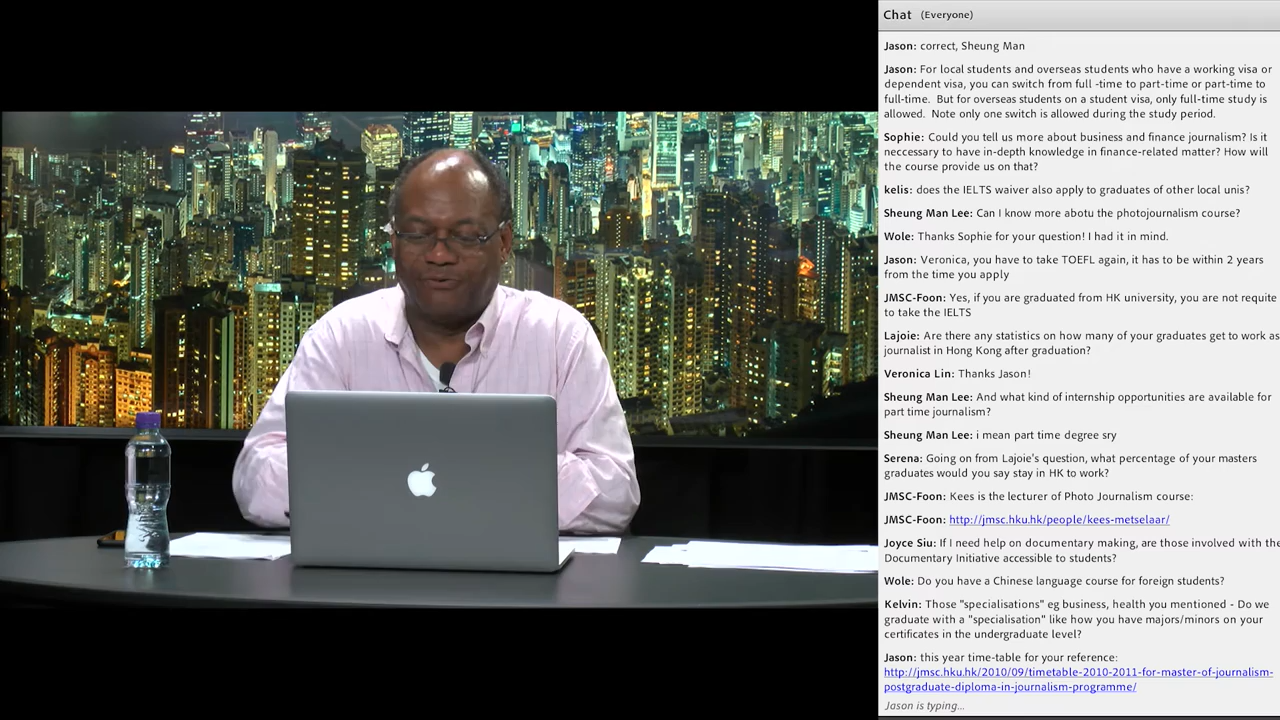 Chat (Everyone)
Jason: correct, Sheung Man
Jason: For local students and overseas students who have a working visa or
dependent visa, you can switch from full -time to part-time or part-time to
full-time. But for overseas students on a student visa, only full-time study is
allowed. Note only one switch is allowed during the study period.
Sophie: Could you tell us more about business and finance journalism? Is it
neccessary to have in-depth knowledge in finance-related matter? How will
the course provide us on that?
kelis: does the IELTS waiver also apply to graduates of other local unis?
Sheung Man Lee: Can I know more abotu the photojournalism course?
Wole: Thanks Sophie for your question! I had it in mind.
Jason: Veronica, you have to take TOEFL again, it has to be within 2 years
from the time you apply
JMSC-Foon: Yes, if you are graduated from HK university, you are not requite
to take the IELTS
Lajoie: Are there any statistics on how many of your graduates get to work as
journalist in Hong Kong after graduation?
Veronica Lin: Thanks Jason!
Sheung Man Lee: And what kind of internship opportunities are available for
part time journalism?
Sheung Man Lee: i mean part time degree sry
Serena: Going on from Lajoie's question, what percentage of your masters
graduates would you say stay in HK to work?
JMSC-Foon: Kees is the lecturer of Photo Journalism course:
JMSC-Foon: http://jmsc.hku.hk/people/kees-metselaar/
Joyce Siu: If I need help on documentary making, are those involved with the
Documentary Initiative accessible to students?
Wole: Do you have a Chinese language course for foreign students?
Kelvin: Those "specialisations" eg business, health you mentioned - Do we
graduate with a "specialisation" like how you have majors/minors on your
certificates in the undergraduate level?
Jason: this year time-table for your reference:
http://jmsc.hku.hk/2010/09/timetable-2010-2011-for-master-of-journalism-
postgraduate-diploma-in-journalism-programme/
Jason is typing...